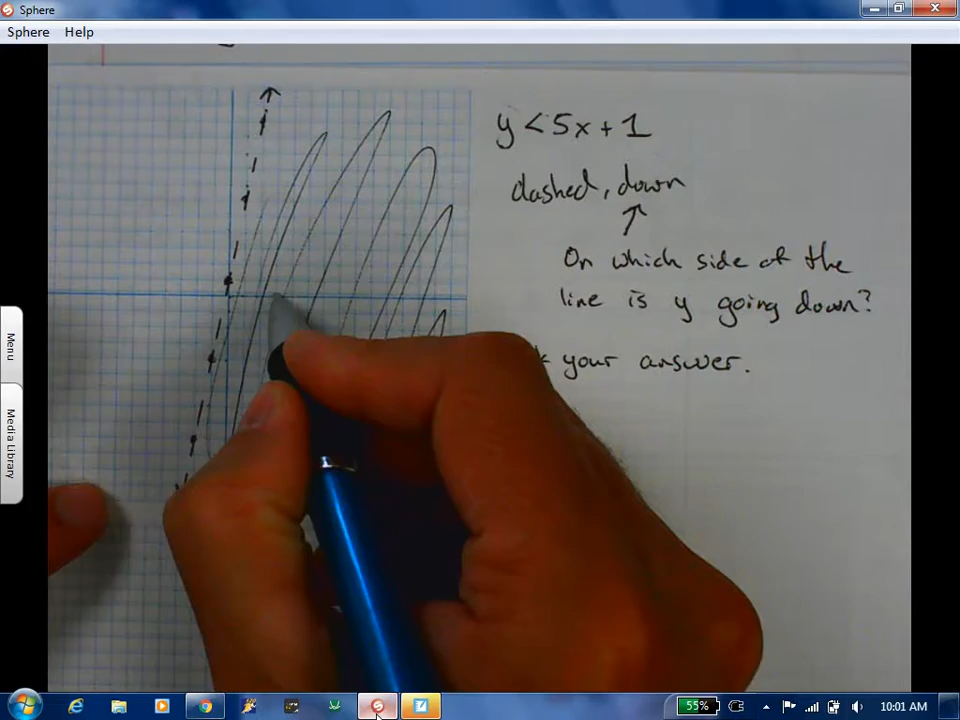 Sphere
Sphere Help
y < 5x + 1
dashed, down
On which side of the
line is y going down?
your answer.
Menu
Media Library
55%
10:01 AM